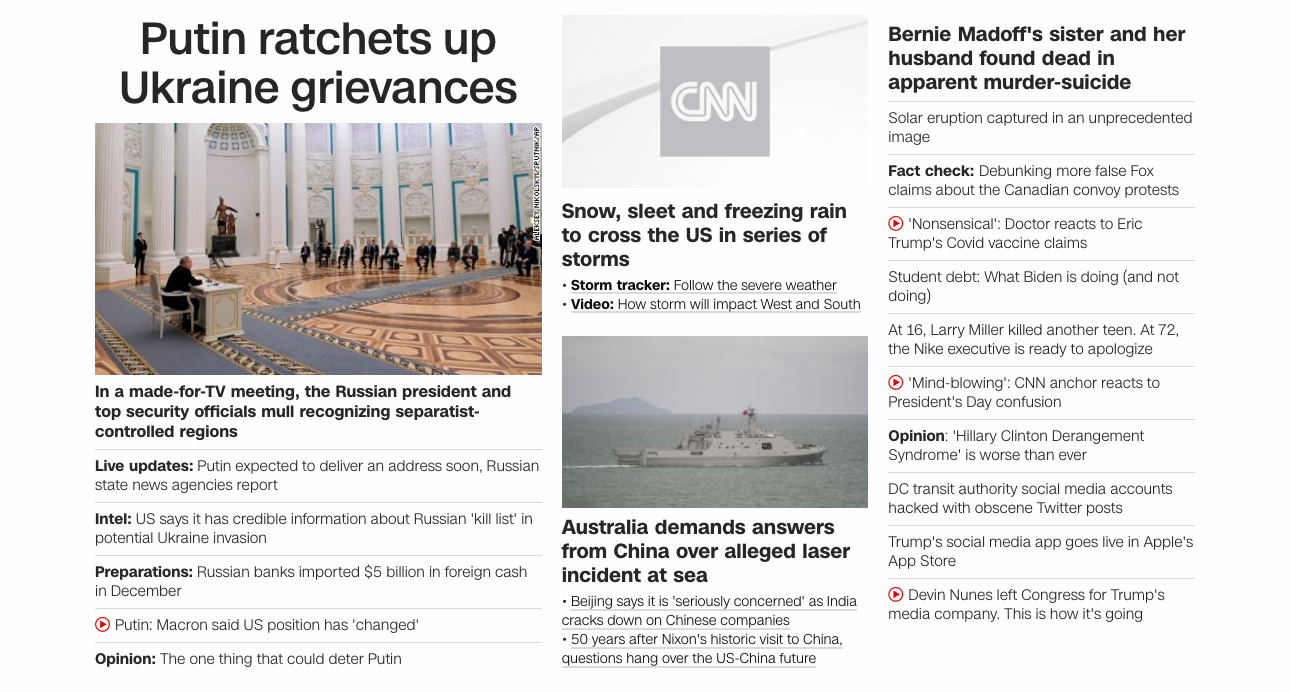 Putin ratchets up
Ukraine grievances
ALEKSEY NIKOLSKYI/SPUTNIK/AP
In a made-for-TV meeting, the Russian president and
top security officials mull recognizing separatist-
controlled regions
Live updates: Putin expected to deliver an address soon, Russian
state news agencies report
Intel: US says it has credible information about Russian 'kill list' in
potential Ukraine invasion
Preparations: Russian banks imported $5 billion in foreign cash
in December
Putin: Macron said US position has 'changed'
Opinion: The one thing that could deter Putin
CNN
Snow, sleet and freezing rain
to cross the US in series of
storms
• Storm tracker: Follow the severe weather
• Video: How storm will impact West and South
Australia demands answers
from China over alleged laser
incident at sea
• Beijing says it is 'seriously concerned' as India
cracks down on Chinese companies
• 50 years after Nixon's historic visit to China,
questions hang over the US-China future
Bernie Madoff's sister and her
husband found dead in
apparent murder-suicide
Solar eruption captured in an unprecedented
image
Fact check: Debunking more false Fox
claims about the Canadian convoy protests
'Nonsensical': Doctor reacts to Eric
Trump's Covid vaccine claims
Student debt: What Biden is doing (and not
doing)
At 16, Larry Miller killed another teen. At 72,
the Nike executive is ready to apologize
'Mind-blowing': CNN anchor reacts to
President's Day confusion
Opinion: 'Hillary Clinton Derangement
Syndrome' is worse than ever
DC transit authority social media accounts
hacked with obscene Twitter posts
Trump's social media app goes live in Apple's
App Store
Devin Nunes left Congress for Trump's
media company. This is how it's going